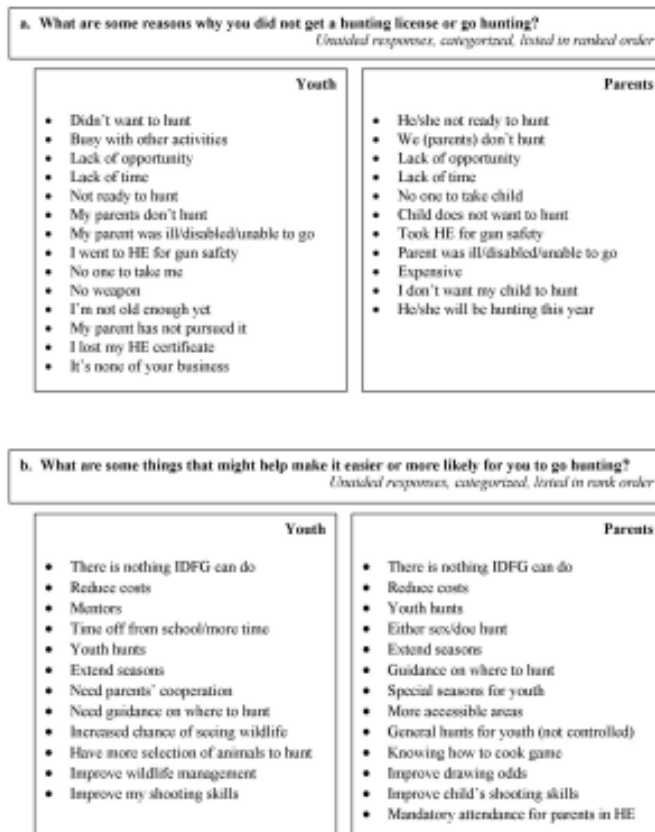 a. What are some reasons why you did not get a hunting license or go hunting?
Unaided responses, categorized, listed in ranked order
Youth
• Didn't want to hunt
• Busy with other activities
• Lack of opportunity
• Lack of time
• Not ready to hunt
• My parents don't hunt
• My parent was ill/disabled/unable to go
• I went to HE for gun safety
• No one to take me
• No weapon
• I'm not old enough yet
• My parent has not pursued it
• I lost my HE certificate
• It's none of your business
Parents
• He/she not ready to hunt
• We (parents) don't hunt
• Lack of opportunity
• Lack of time
• No one to take child
• Child does not want to hunt
• Took HE for gun safety
• Parent was ill/disabled/unable to go
• Expensive
• I don't want my child to hunt
• He/she will be hunting this year
b. What are some things that might help make it easier or more likely for you to go hunting?
Unaided responses, categorized, listed in rank order
Youth
• There is nothing IDFG can do
• Reduce costs
• Mentors
• Time off from school/more time
• Youth hunts
• Extend seasons
• Need parents' cooperation
• Need guidance on where to hunt
• Increased chance of seeing wildlife
• Have more selection of animals to hunt
• Improve wildlife management
• Improve my shooting skills
Parents
• There is nothing IDFG can do
• Reduce costs
• Youth hunts
• Either sex/doe hunt
• Extend seasons
• Guidance on where to hunt
• Special seasons for youth
• More accessible areas
• General hunts for youth (not controlled)
• Knowing how to cook game
• Improve drawing odds
• Improve child's shooting skills
• Mandatory attendance for parents in HE